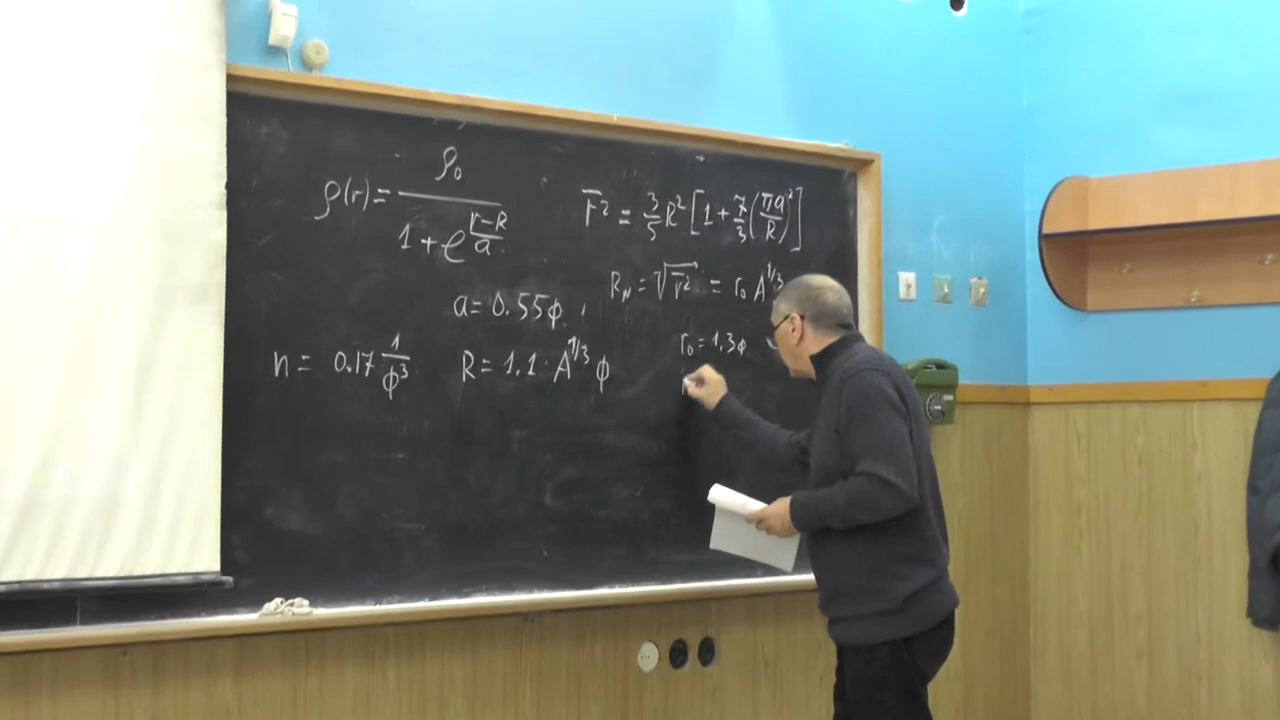 ρ(r) = ρ₀ / (1 + e^((r-R)/a))
r̄² = 3/5 R² [1 + 7/3 (πa/R)²]
R_N = √(r̄²) = r₀ A^(1/3)
a = 0.55 ф,
r₀ = 1.3 ф
n = 0.17 1/ф³
R = 1.1 · A^(1/3) ф